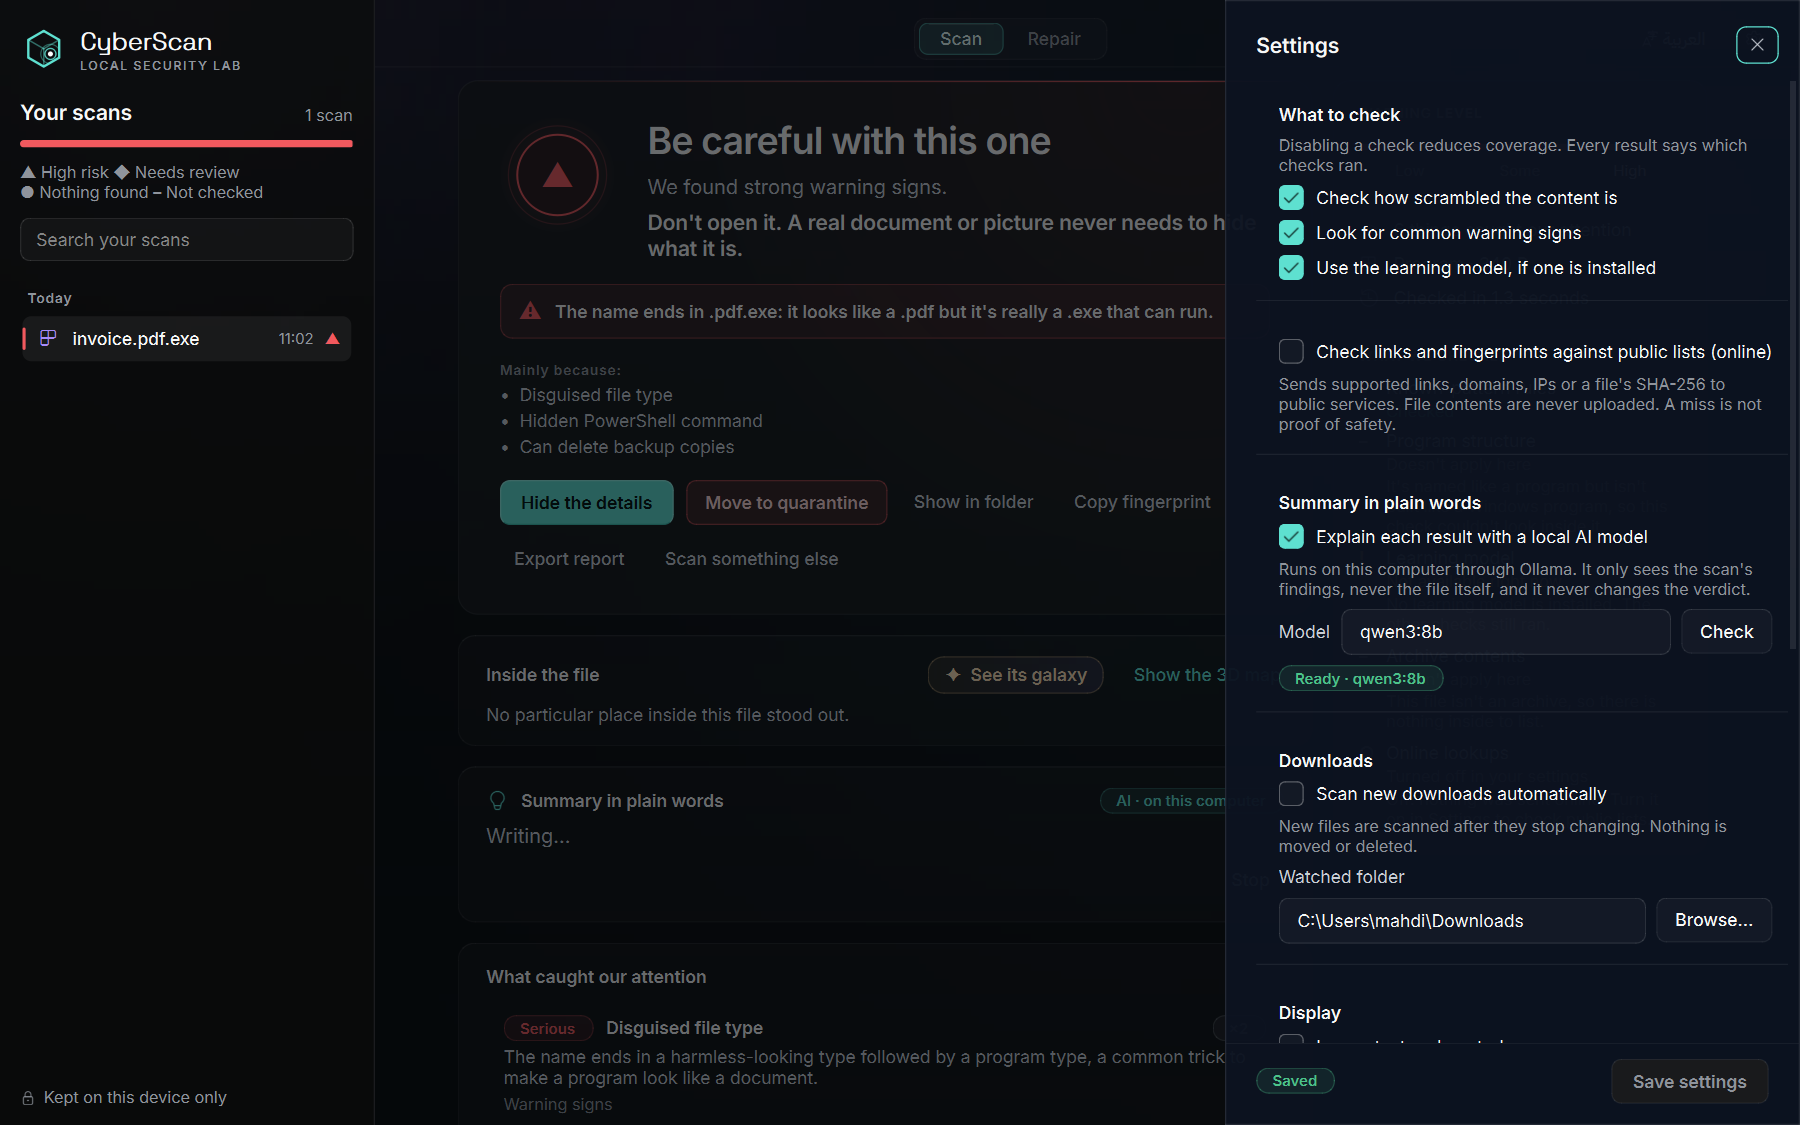 CyberScan
LOCAL SECURITY LAB
Your scans
1 scan
▲ High risk ◆ Needs review
● Nothing found – Not checked
Search your scans
Today
invoice.pdf.exe
11:02
Kept on this device only
Scan
Repair
Be careful with this one
We found strong warning signs.
Don't open it. A real document or picture never needs to hide
what it is.
The name ends in .pdf.exe: it looks like a .pdf but it's really a .exe that can run.
Mainly because:
• Disguised file type
• Hidden PowerShell command
• Can delete backup copies
Hide the details
Move to quarantine
Show in folder
Copy fingerprint
Export report
Scan something else
Inside the file
See its galaxy
Show the 3D map
No particular place inside this file stood out.
Summary in plain words
AI · on this computer
Writing...
Stop
What caught our attention
Serious
Disguised file type
The name ends in a harmless-looking type followed by a program type, a common trick to
make a program look like a document.
Warning signs
Settings
What to check
Disabling a check reduces coverage. Every result says which
checks ran.
Check how scrambled the content is
Look for common warning signs
Use the learning model, if one is installed
Check links and fingerprints against public lists (online)
Sends supported links, domains, IPs or a file's SHA-256 to
public services. File contents are never uploaded. A miss is not
proof of safety.
Summary in plain words
Explain each result with a local AI model
Runs on this computer through Ollama. It only sees the scan's
findings, never the file itself, and it never changes the verdict.
Model
qwen3:8b
Check
Ready · qwen3:8b
Downloads
Scan new downloads automatically
New files are scanned after they stop changing. Nothing is
moved or deleted.
Watched folder
C:\Users\mahdi\Downloads
Browse...
Display
Saved
Save settings